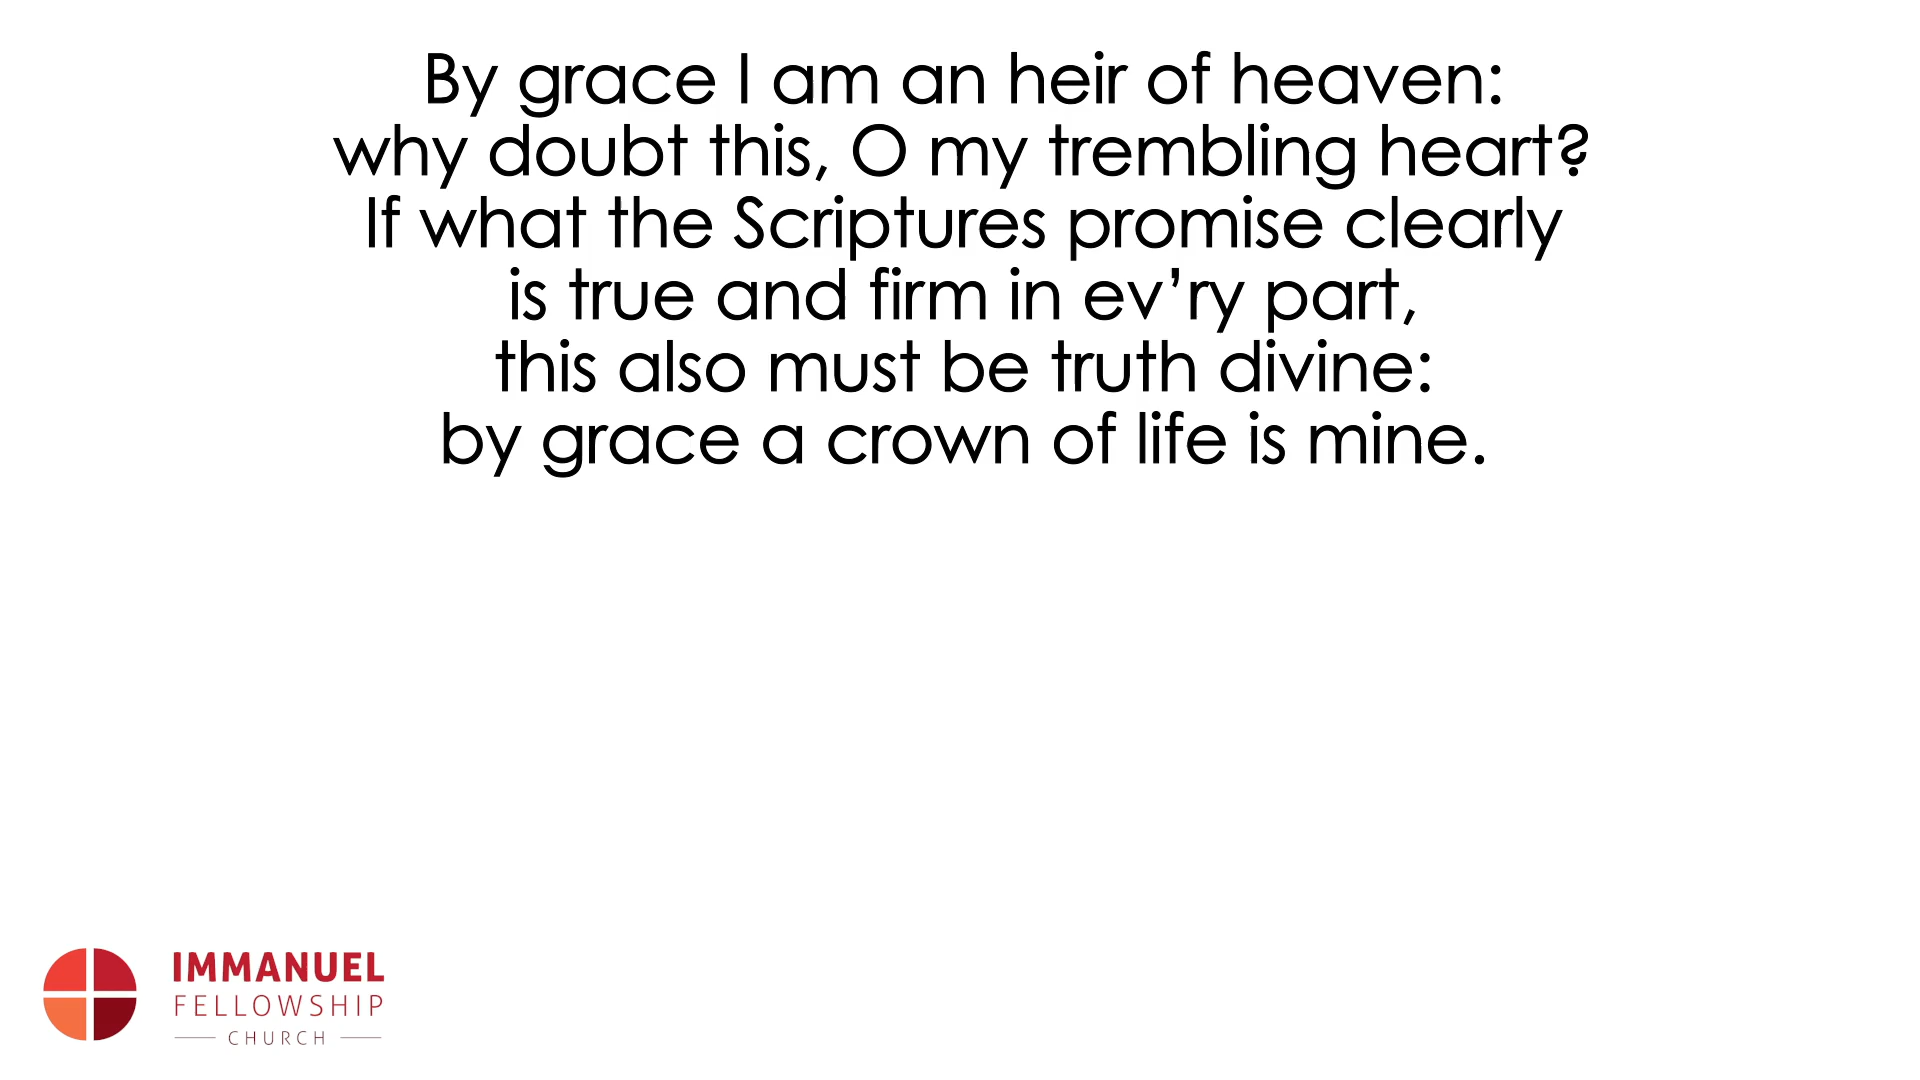 By grace I am an heir of heaven:
why doubt this, O my trembling heart?
If what the Scriptures promise clearly
is true and firm in ev’ry part,
this also must be truth divine:
by grace a crown of life is mine.
IMMANUEL
FELLOWSHIP
CHURCH